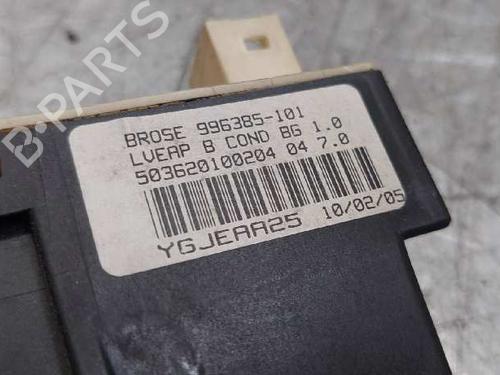 B-PARTS
BROSE 996385-101
LVEAP B COND BG 1.0
503620100204 04 7.0
YGJEAA25 10/02/05